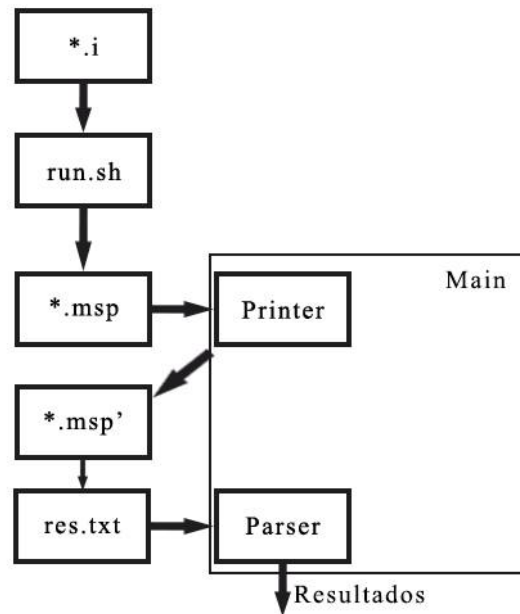 *.i
run.sh
Main
*.msp
Printer
*.msp’
res.txt
Parser
Resultados